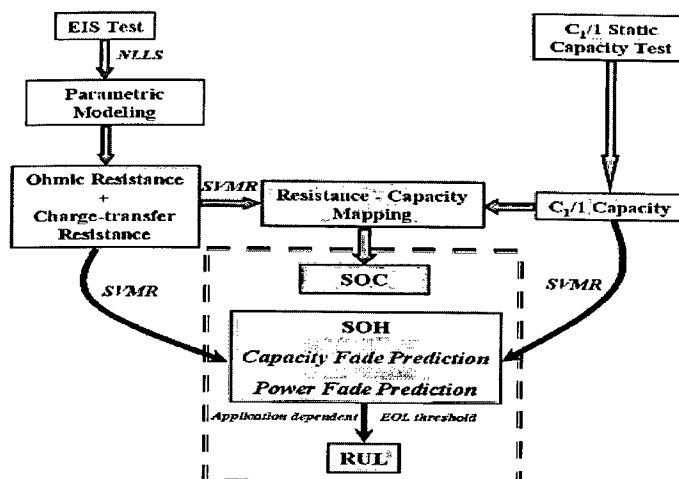 EIS Test
NLLS
Parametric
Modeling
Ohmic Resistance
+
Charge-transfer
Resistance
SVMR
Resistance - Capacity
Mapping
C₁/1 Static
Capacity Test
C₁/1 Capacity
SOC
SVMR
SVMR
SOH
Capacity Fade Prediction
Power Fade Prediction
Application dependent
EOL threshold
RUL